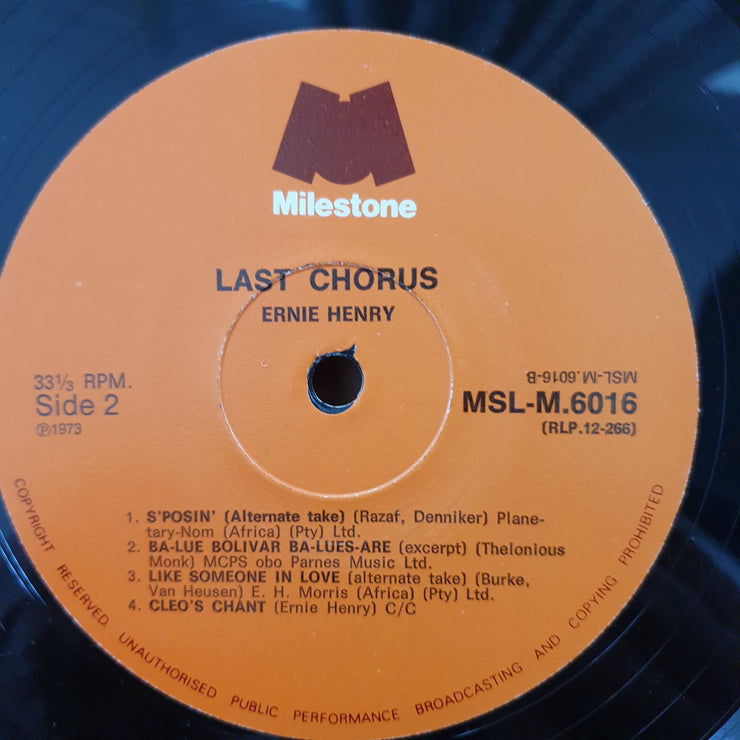 Milestone
LAST CHORUS
ERNIE HENRY
33⅓ RPM.
Side 2
Ⓟ1973
MSL-M.6016-B
MSL-M.6016
(RLP.12-266)
1. S'POSIN' (Alternate take) (Razaf, Denniker) Plane-
tary-Nom (Africa) (Pty) Ltd.
2. BA-LUE BOLIVAR BA-LUES-ARE (excerpt) (Thelonious
Monk) MCPS obo Parnes Music Ltd.
3. LIKE SOMEONE IN LOVE (alternate take) (Burke,
Van Heusen) E. H. Morris (Africa) (Pty) Ltd.
4. CLEO'S CHANT (Ernie Henry) C/C
COPYRIGHT RESERVED UNAUTHORISED PUBLIC PERFORMANCE BROADCASTING AND COPYING PROHIBITED